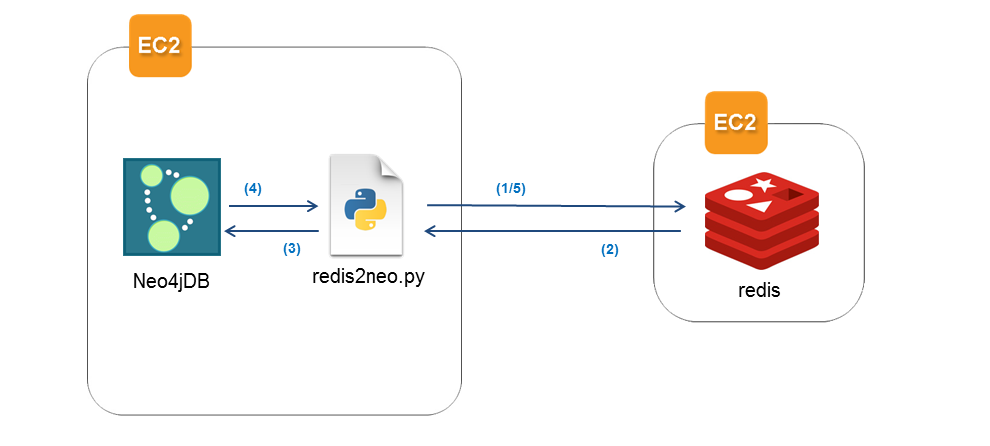 EC2
EC2
(4)
(1/5)
(3)
(2)
Neo4jDB
redis2neo.py
redis